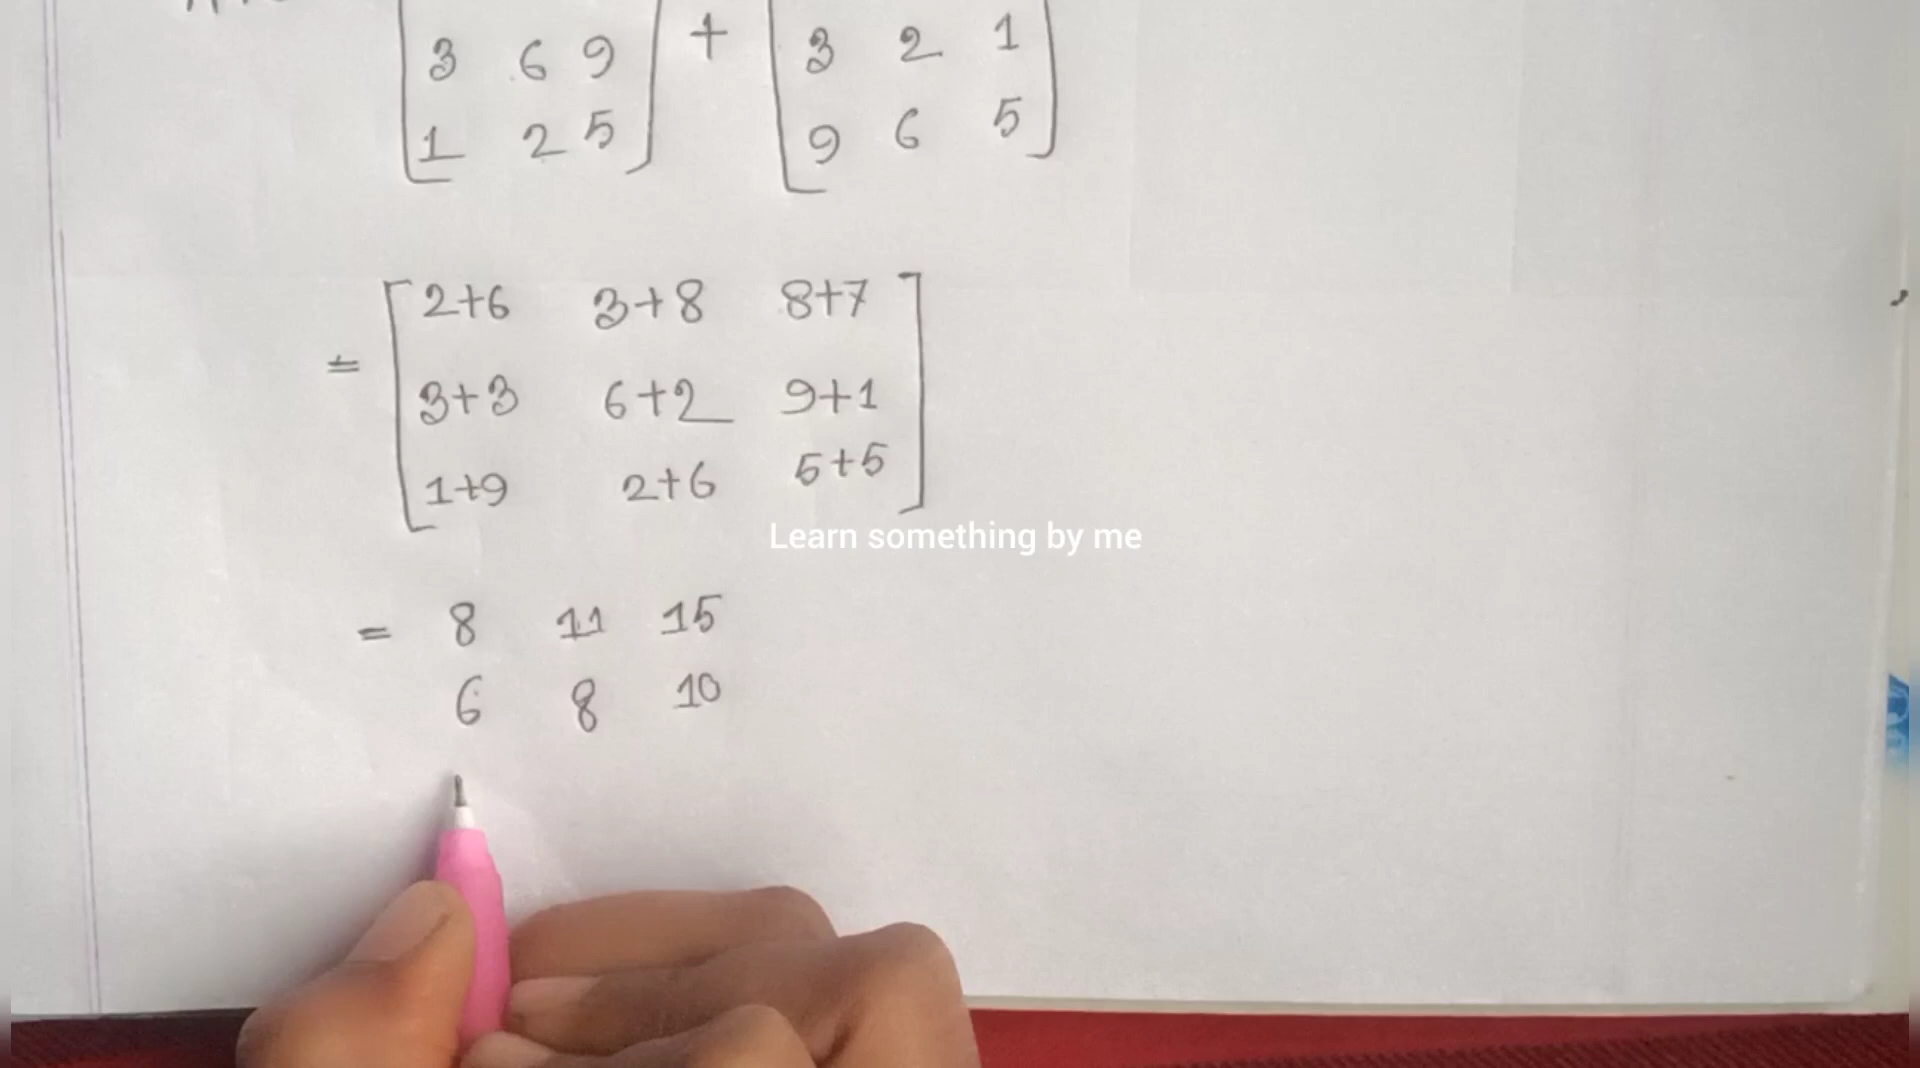 3 6 9 + 3 2 1
1 2 5 9 6 5
2+6 3+8 8+7
= 3+3 6+2 9+1
1+9 2+6 5+5
Learn something by me
= 8 11 15
6 8 10